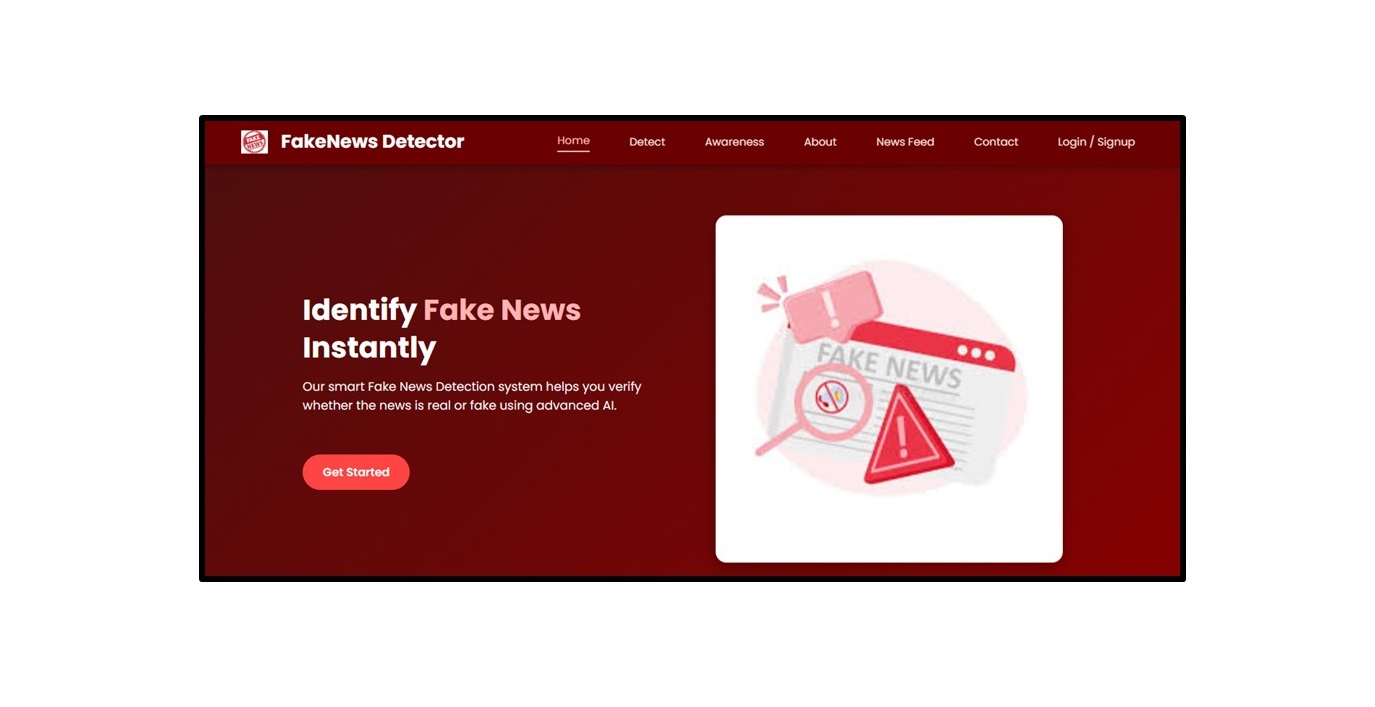 FAKE
NEWS
FakeNews Detector
Home
Detect
Awareness
About
News Feed
Contact
Login / Signup
Identify Fake News
Instantly
Our smart Fake News Detection system helps you verify
whether the news is real or fake using advanced AI.
Get Started
FAKE NEWS